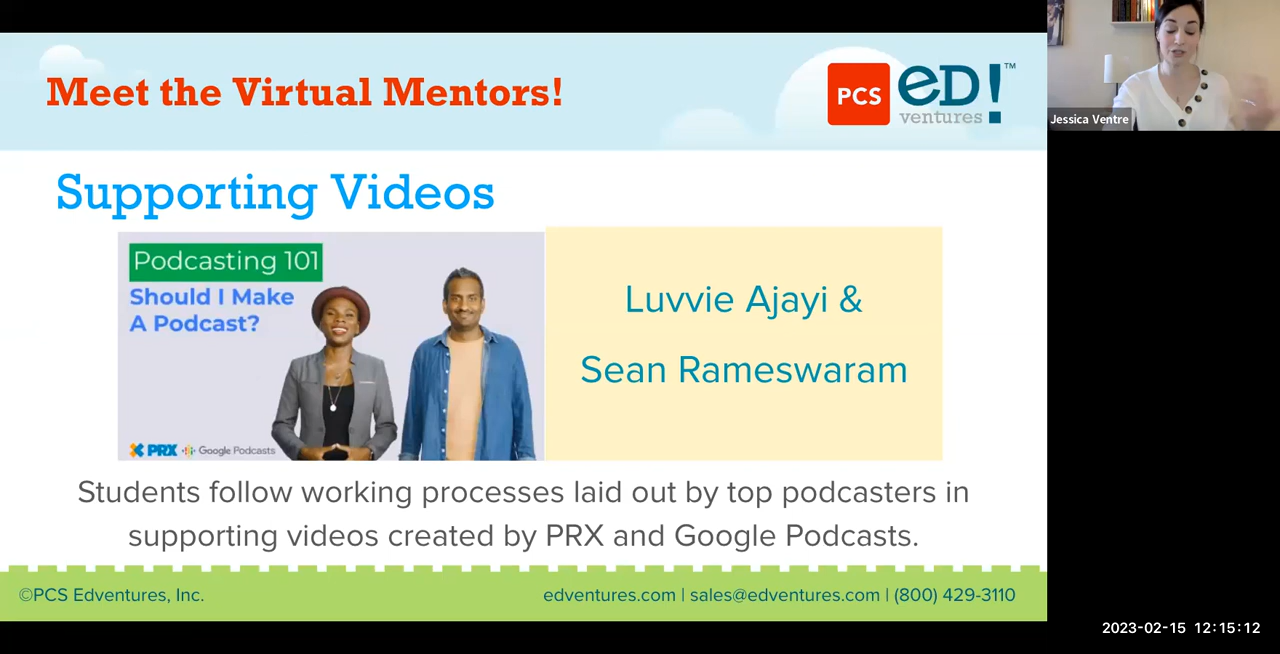 Meet the Virtual Mentors!
PCS
eD!™
ventures
Jessica Ventre
Supporting Videos
Podcasting 101
Should I Make
A Podcast?
PRX Google Podcasts
Luvvie Ajayi &
Sean Rameswaram
Students follow working processes laid out by top podcasters in
supporting videos created by PRX and Google Podcasts.
©PCS Edventures, Inc.
edventures.com | sales@edventures.com | (800) 429-3110
2023-02-15 12:15:12